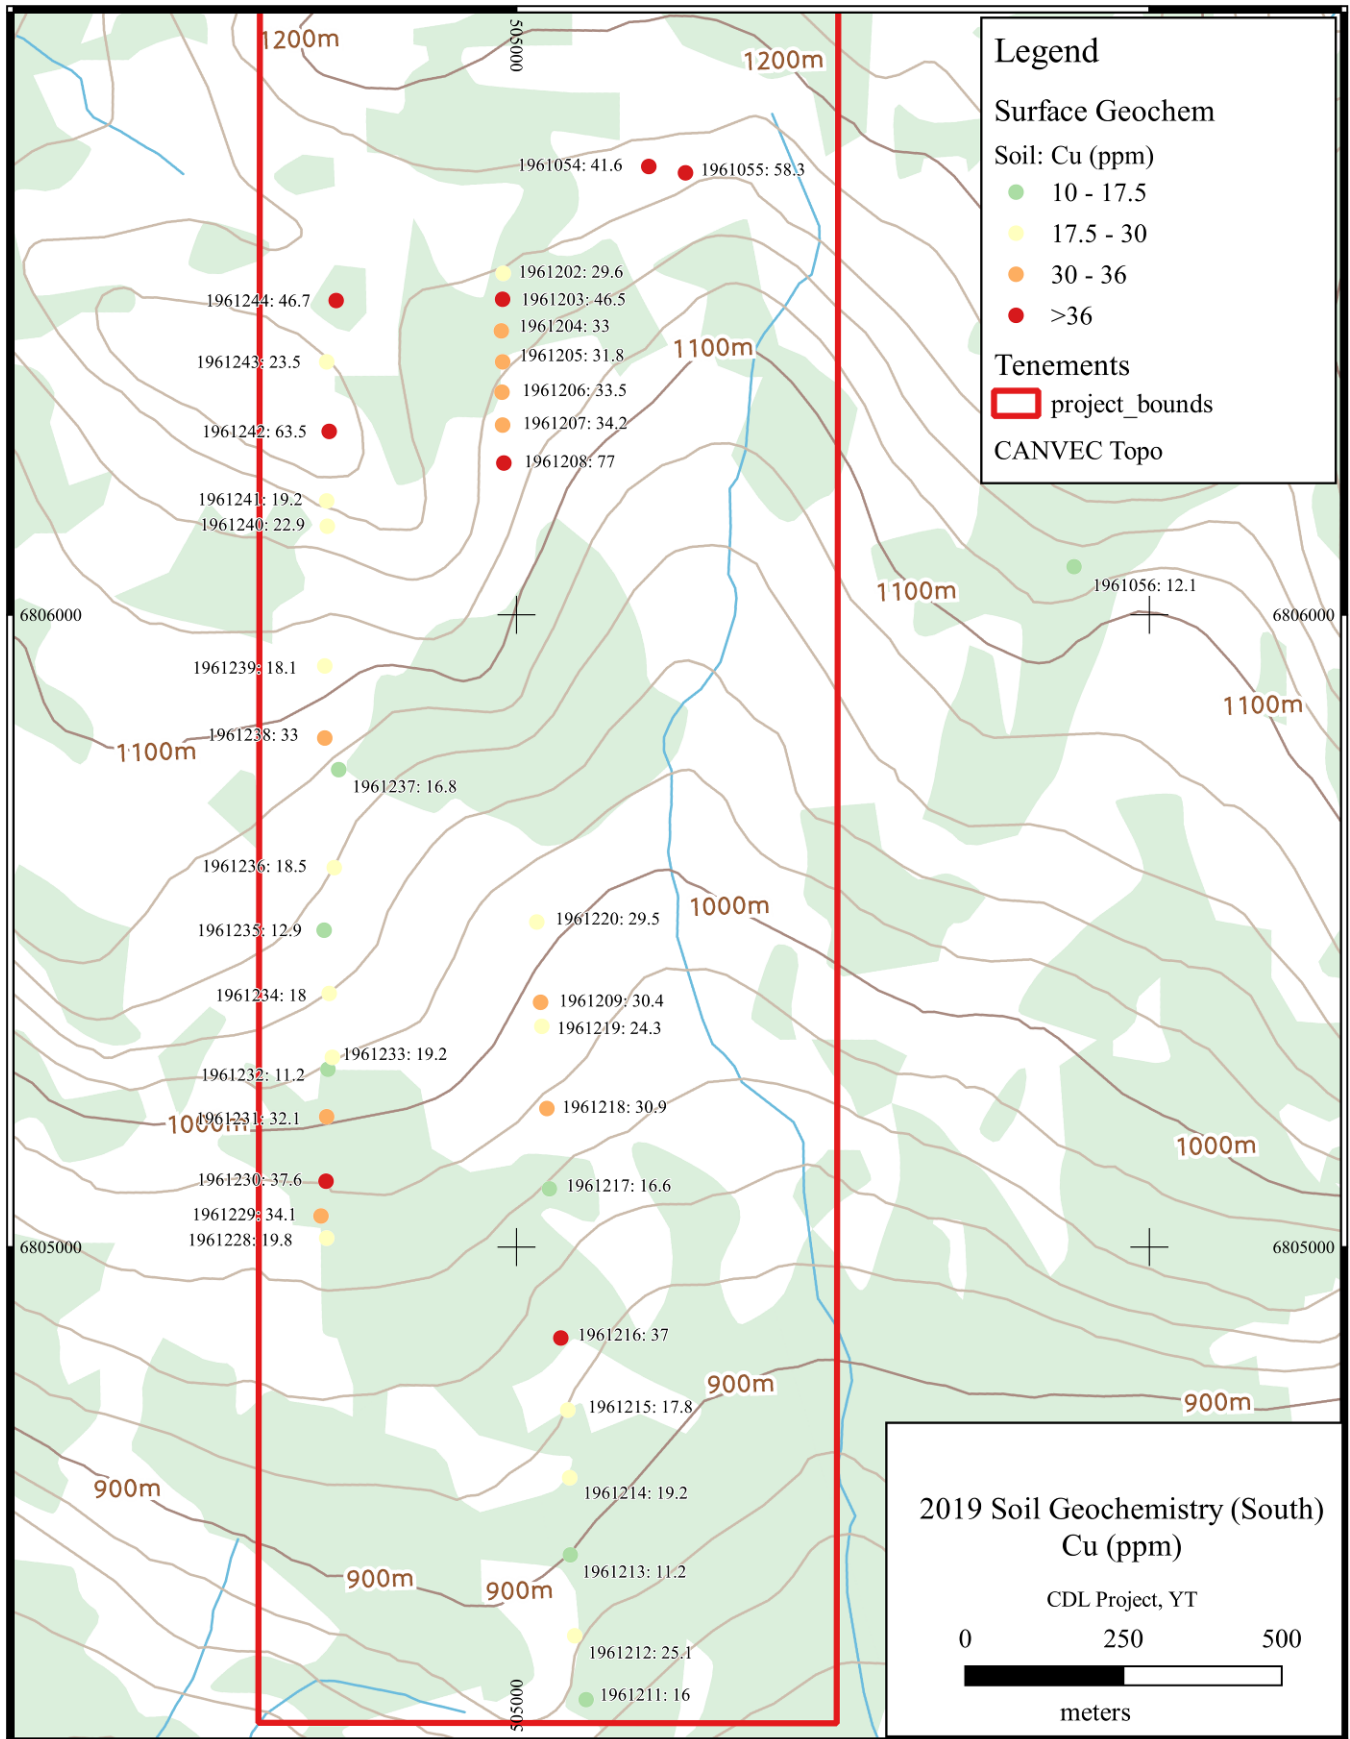 1200m
505000
1200m
Legend
Surface Geochem
Soil: Cu (ppm)
10 - 17.5
17.5 - 30
30 - 36
>36
Tenements
project_bounds
CANVEC Topo
1961054: 41.6
1961055: 58.3
1961202: 29.6
1961244: 46.7
1961203: 46.5
1961204: 33
1100m
1961205: 31.8
1961243: 23.5
1961206: 33.5
1961207: 34.2
1961242: 63.5
1961208: 77
1961241: 19.2
1961240: 22.9
1100m
1961056: 12.1
6806000
6806000
1961239: 18.1
1100m
1961238: 33
1100m
1961237: 16.8
1961236: 18.5
1000m
1961220: 29.5
1961235: 12.9
1961234: 18
1961209: 30.4
1961219: 24.3
1961233: 19.2
1961232: 11.2
1961218: 30.9
1961231: 32.1
1000m
1000m
1961230: 37.6
1961217: 16.6
1961229: 34.1
1961228: 19.8
6805000
6805000
1961216: 37
900m
900m
1961215: 17.8
900m
1961214: 19.2
1961213: 11.2
900m
900m
1961212: 25.1
1961211: 16
505000
2019 Soil Geochemistry (South)
Cu (ppm)
CDL Project, YT
0 250 500
meters